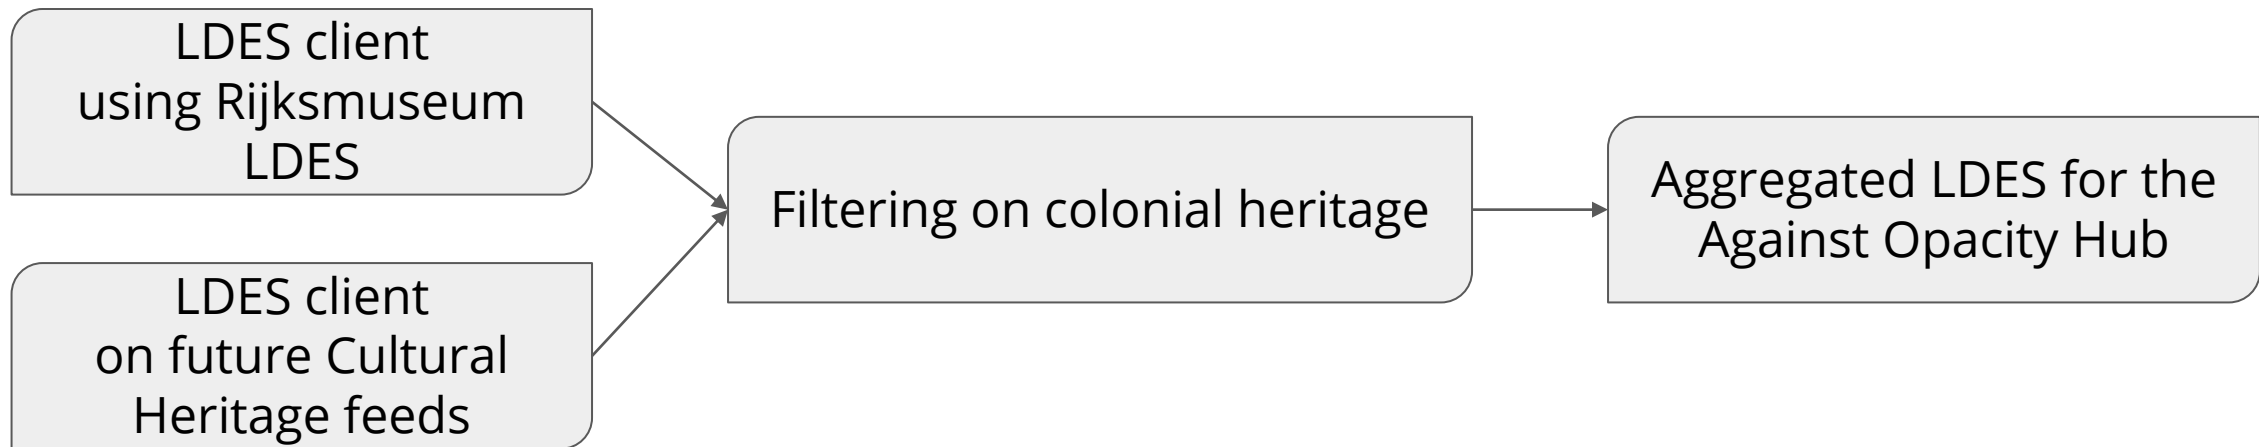 LDES client
using Rijksmuseum
LDES
LDES client
on future Cultural
Heritage feeds
Filtering on colonial heritage
Aggregated LDES for the
Against Opacity Hub